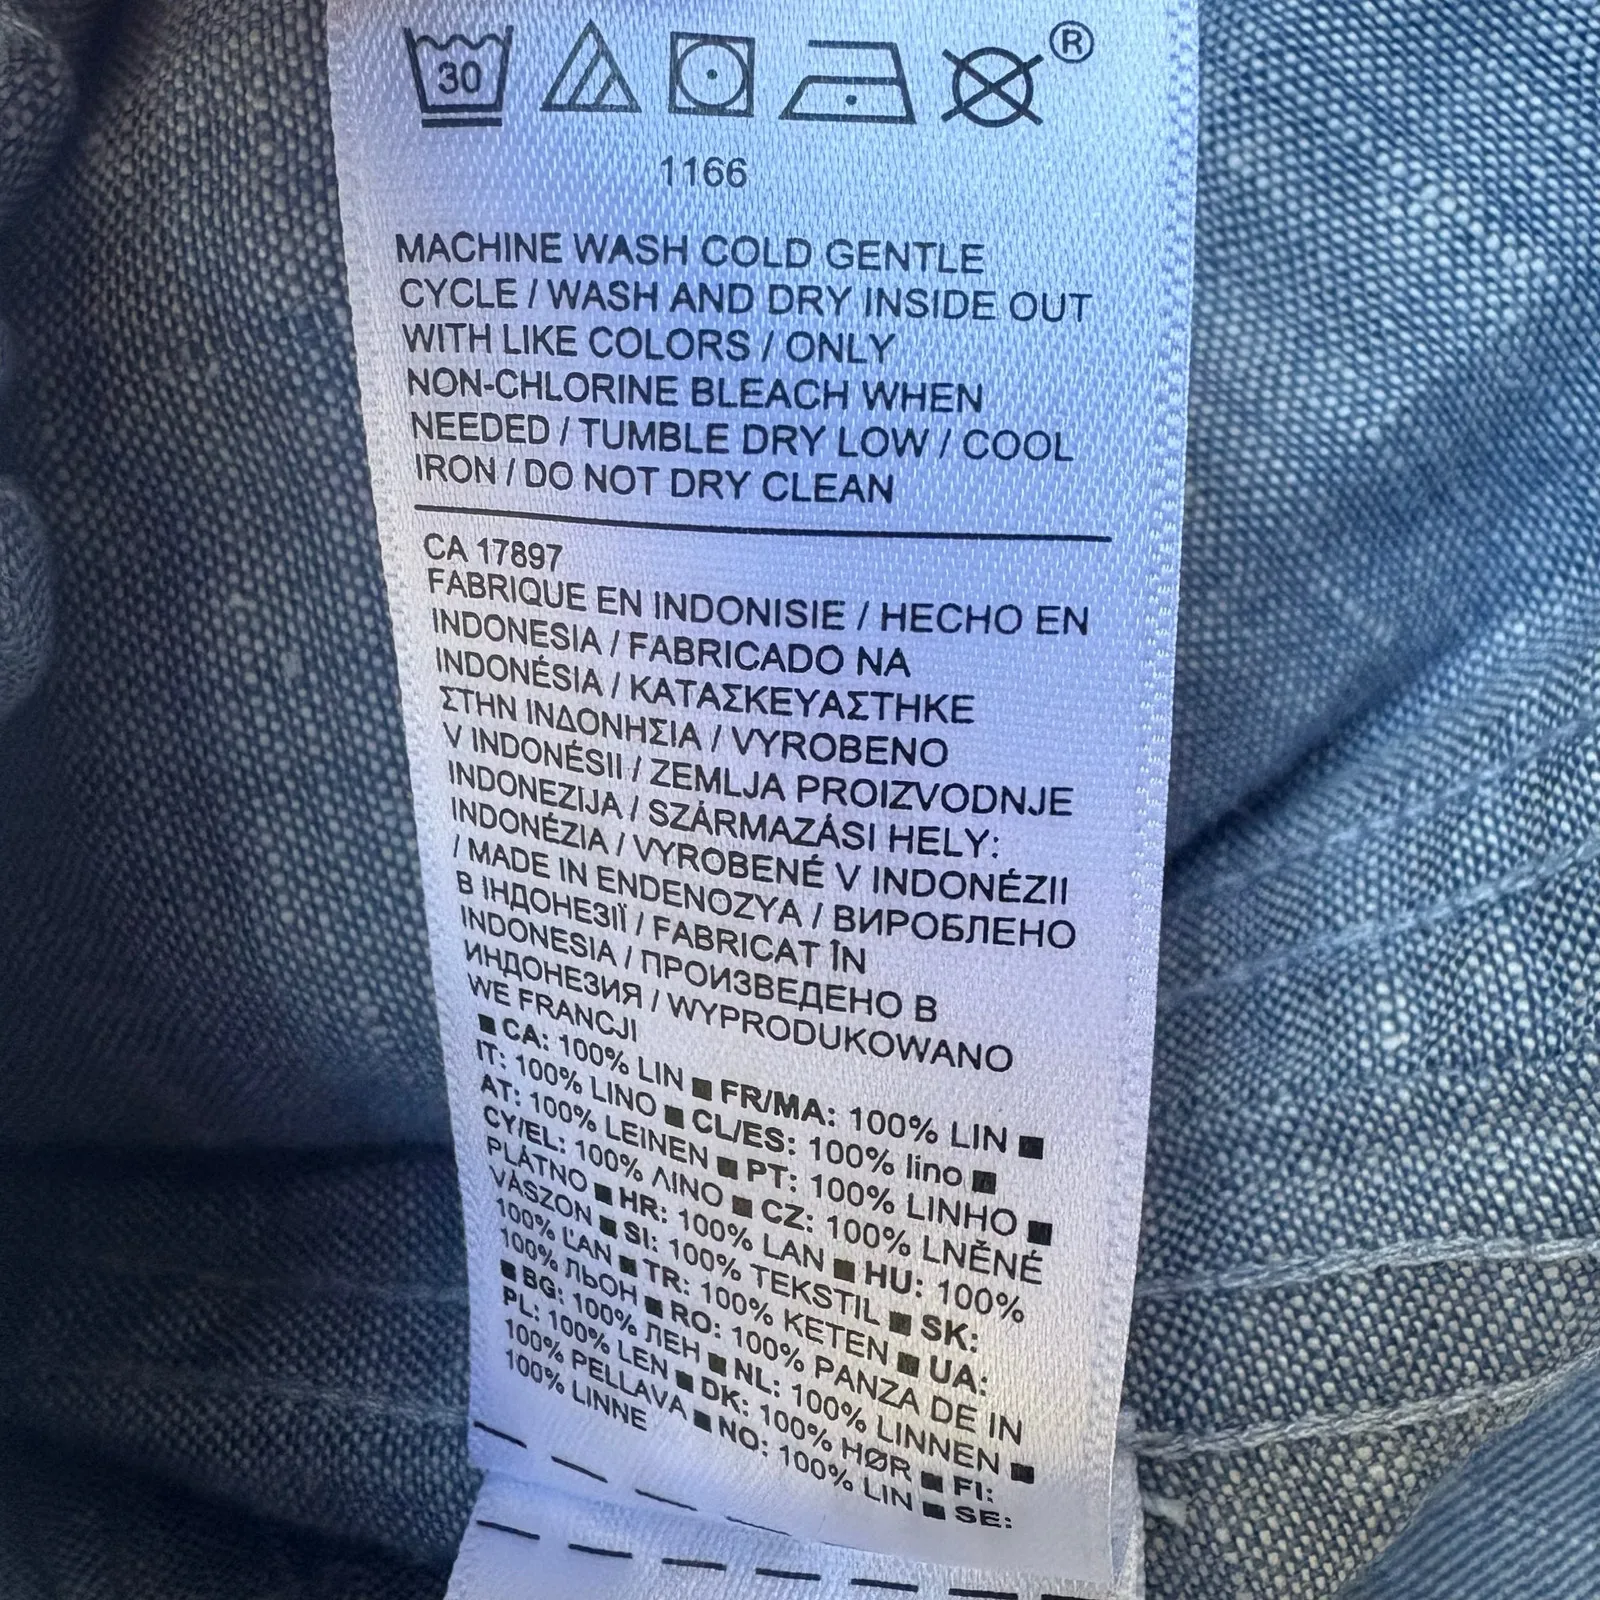 30
®
1166
MACHINE WASH COLD GENTLE
CYCLE / WASH AND DRY INSIDE OUT
WITH LIKE COLORS / ONLY
NON-CHLORINE BLEACH WHEN
NEEDED / TUMBLE DRY LOW / COOL
IRON / DO NOT DRY CLEAN
CA 17897
FABRIQUE EN INDONISIE / HECHO EN
INDONESIA / FABRICADO NA
INDONÉSIA / ΚΑΤΑΣΚΕΥΑΣΤΗΚΕ
ΣΤΗΝ ΙΝΔΟΝΗΣΙΑ / VYROBENO
V INDONÉSII / ZEMLJA PROIZVODNJE
INDONEZIJA / SZÁRMAZÁSI HELY:
INDONÉZIA / VYROBENÉ V INDONÉZII
/ MADE IN ENDENOZYA / ВИРОБЛЕНО
В ІНДОНЕЗІЇ / FABRICAT ÎN
INDONESIA / ПРОИЗВЕДЕНО В
ИНДОНЕЗИЯ / WYPRODUKOWANO
WE FRANCJI
■ CA: 100% LIN ■ FR/MA: 100% LIN ■
IT: 100% LINO ■ CL/ES: 100% lino ■
AT: 100% LEINEN ■ PT: 100% LINHO ■
CY/EL: 100% ΛΙΝΟ ■ CZ: 100% LNĚNÉ
PLÁTNO ■ HR: 100% LAN ■ HU: 100%
VÁSZON ■ SI: 100% TEKSTIL ■ SK:
100% ĽAN ■ TR: 100% KETEN ■ UA:
100% ЛЬОН ■ RO: 100% PANZA DE IN
■ BG: 100% ЛЕН ■ NL: 100% LINNEN ■
PL: 100% LEN ■ DK: 100% HØR ■ FI:
100% PELLAVA ■ NO: 100% LIN ■ SE:
100% LINNE